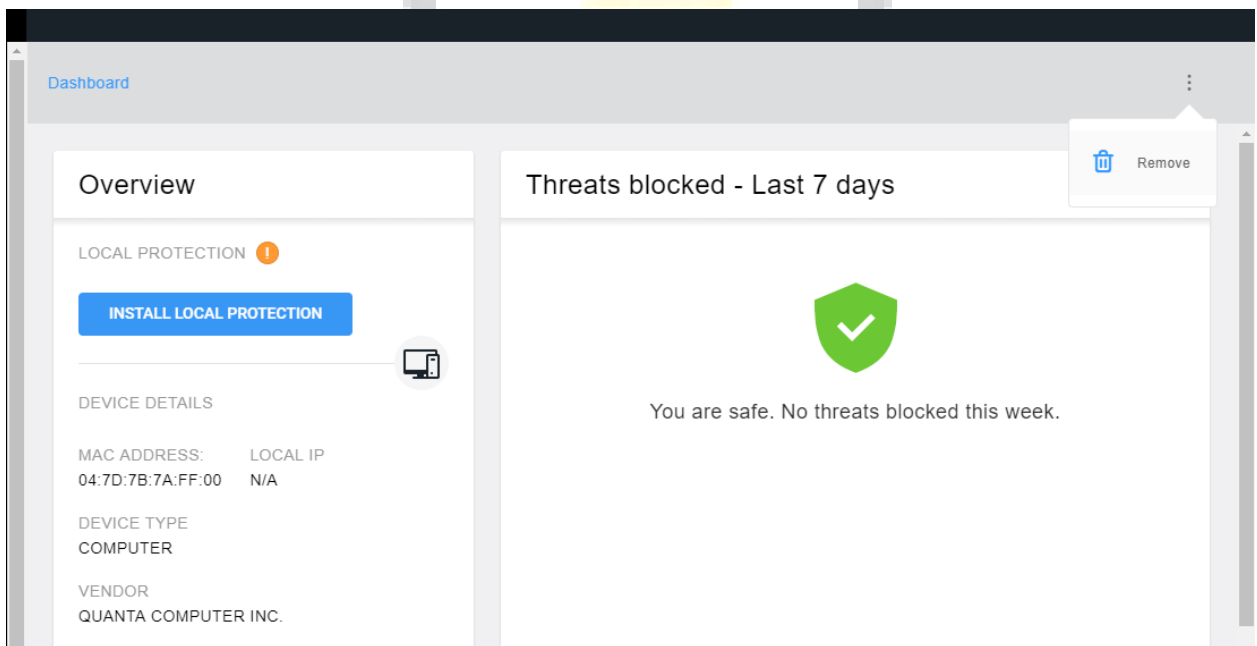 Dashboard
Remove
Overview
LOCAL PROTECTION !
INSTALL LOCAL PROTECTION
DEVICE DETAILS
MAC ADDRESS: LOCAL IP
04:7D:7B:7A:FF:00 N/A
DEVICE TYPE
COMPUTER
VENDOR
QUANTA COMPUTER INC.
Threats blocked - Last 7 days
You are safe. No threats blocked this week.